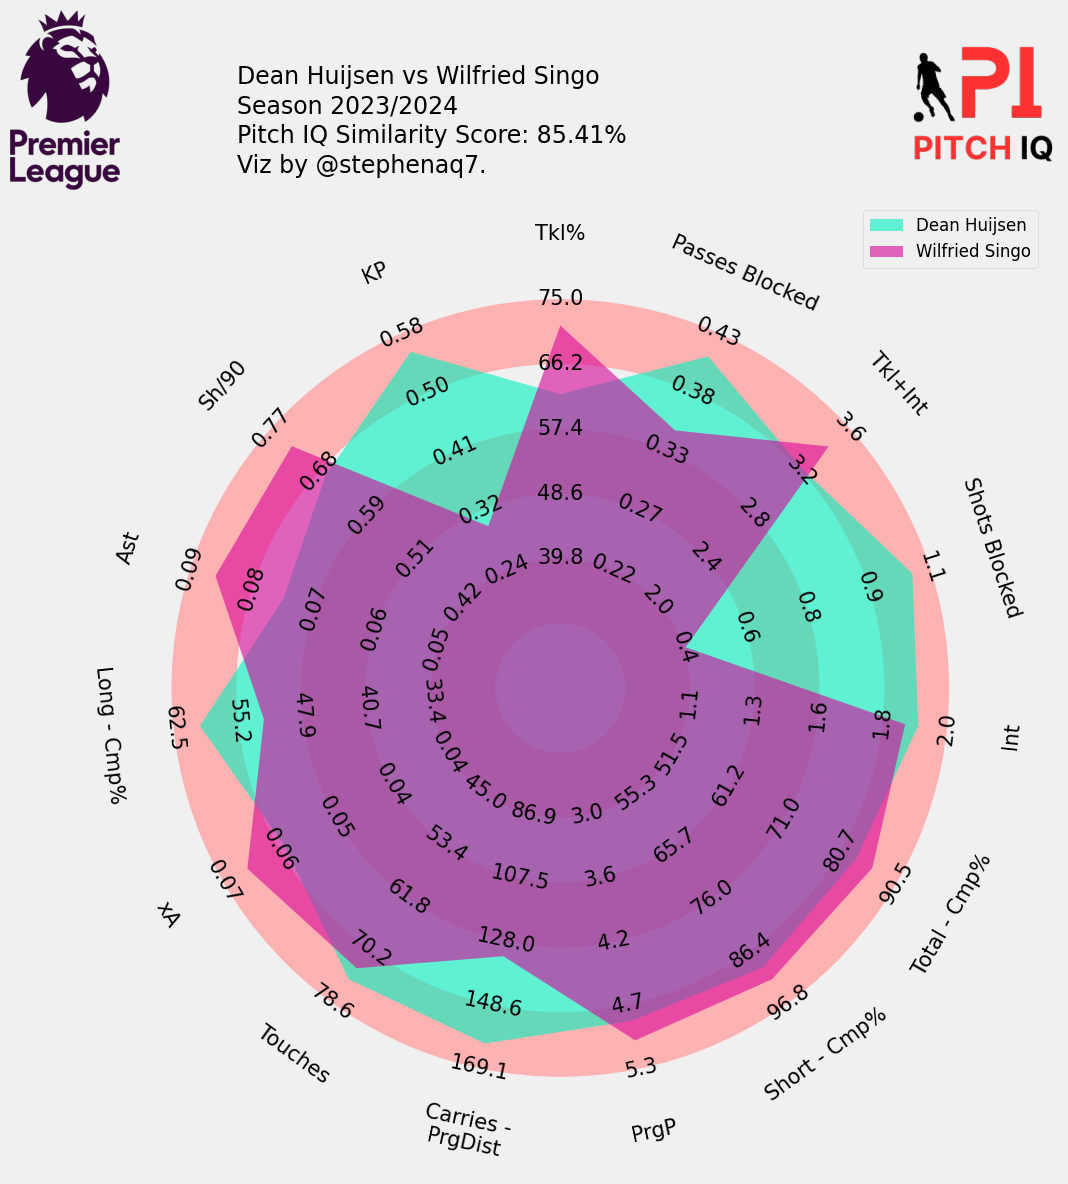 Premier
League
Dean Huijsen vs Wilfried Singo
Season 2023/2024
Pitch IQ Similarity Score: 85.41%
Viz by @stephenaq7.
PI
PITCH IQ
Dean Huijsen
Wilfried Singo
Tkl%
75.0
66.2
57.4
48.6
39.8
Passes Blocked
0.43
0.38
0.33
0.27
0.22
Tkl+Int
3.6
3.2
2.8
2.4
2.0
Shots Blocked
1.1
0.9
0.8
0.6
0.4
Int
2.0
1.8
1.6
1.3
1.1
Total - Cmp%
90.5
80.7
71.0
61.2
51.5
Short - Cmp%
96.8
86.4
76.0
65.7
55.3
PrgP
5.3
4.7
4.2
3.6
3.0
Carries -
PrgDist
169.1
148.6
128.0
107.5
86.9
Touches
78.6
70.2
61.8
53.4
45.0
xA
0.07
0.06
0.05
0.04
0.04
Long - Cmp%
62.5
55.2
47.9
40.7
33.4
Ast
0.09
0.08
0.07
0.06
0.05
Sh/90
0.77
0.68
0.59
0.51
0.42
KP
0.58
0.50
0.41
0.32
0.24